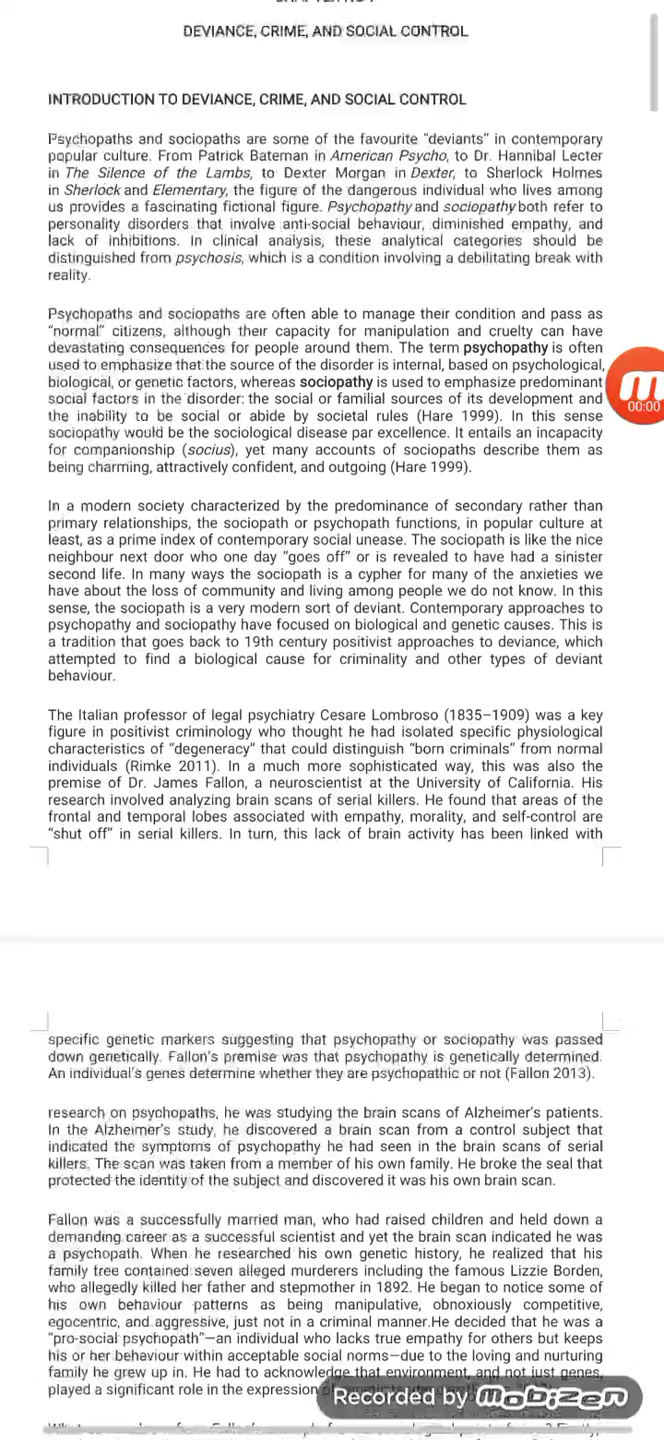 DEVIANCE, CRIME, AND SOCIAL CONTROL
INTRODUCTION TO DEVIANCE, CRIME, AND SOCIAL CONTROL
Psychopaths and sociopaths are some of the favourite “deviants” in contemporary
popular culture. From Patrick Bateman in American Psycho, to Dr. Hannibal Lecter
in The Silence of the Lambs, to Dexter Morgan in Dexter, to Sherlock Holmes
in Sherlock and Elementary, the figure of the dangerous individual who lives among
us provides a fascinating fictional figure. Psychopathy and sociopathy both refer to
personality disorders that involve anti-social behaviour, diminished empathy, and
lack of inhibitions. In clinical analysis, these analytical categories should be
distinguished from psychosis, which is a condition involving a debilitating break with
reality.
Psychopaths and sociopaths are often able to manage their condition and pass as
“normal” citizens, although their capacity for manipulation and cruelty can have
devastating consequences for people around them. The term psychopathy is often
used to emphasize that the source of the disorder is internal, based on psychological,
biological, or genetic factors, whereas sociopathy is used to emphasize predominant
social factors in the disorder: the social or familial sources of its development and
the inability to be social or abide by societal rules (Hare 1999). In this sense
sociopathy would be the sociological disease par excellence. It entails an incapacity
for companionship (socius), yet many accounts of sociopaths describe them as
being charming, attractively confident, and outgoing (Hare 1999).
00:00
In a modern society characterized by the predominance of secondary rather than
primary relationships, the sociopath or psychopath functions, in popular culture at
least, as a prime index of contemporary social unease. The sociopath is like the nice
neighbour next door who one day “goes off” or is revealed to have had a sinister
second life. In many ways the sociopath is a cypher for many of the anxieties we
have about the loss of community and living among people we do not know. In this
sense, the sociopath is a very modern sort of deviant. Contemporary approaches to
psychopathy and sociopathy have focused on biological and genetic causes. This is
a tradition that goes back to 19th century positivist approaches to deviance, which
attempted to find a biological cause for criminality and other types of deviant
behaviour.
The Italian professor of legal psychiatry Cesare Lombroso (1835–1909) was a key
figure in positivist criminology who thought he had isolated specific physiological
characteristics of “degeneracy” that could distinguish “born criminals” from normal
individuals (Rimke 2011). In a much more sophisticated way, this was also the
premise of Dr. James Fallon, a neuroscientist at the University of California. His
research involved analyzing brain scans of serial killers. He found that areas of the
frontal and temporal lobes associated with empathy, morality, and self-control are
“shut off” in serial killers. In turn, this lack of brain activity has been linked with
specific genetic markers suggesting that psychopathy or sociopathy was passed
down genetically. Fallon’s premise was that psychopathy is genetically determined.
An individual’s genes determine whether they are psychopathic or not (Fallon 2013).
research on psychopaths, he was studying the brain scans of Alzheimer’s patients.
In the Alzheimer’s study, he discovered a brain scan from a control subject that
indicated the symptoms of psychopathy he had seen in the brain scans of serial
killers. The scan was taken from a member of his own family. He broke the seal that
protected the identity of the subject and discovered it was his own brain scan.
Fallon was a successfully married man, who had raised children and held down a
demanding career as a successful scientist and yet the brain scan indicated he was
a psychopath. When he researched his own genetic history, he realized that his
family tree contained seven alleged murderers including the famous Lizzie Borden,
who allegedly killed her father and stepmother in 1892. He began to notice some of
his own behaviour patterns as being manipulative, obnoxiously competitive,
egocentric, and aggressive, just not in a criminal manner.He decided that he was a
“pro-social psychopath”—an individual who lacks true empathy for others but keeps
his or her behaviour within acceptable social norms—due to the loving and nurturing
family he grew up in. He had to acknowledge that environment, and not just genes,
played a significant role in the expression
Recorded by mobizen